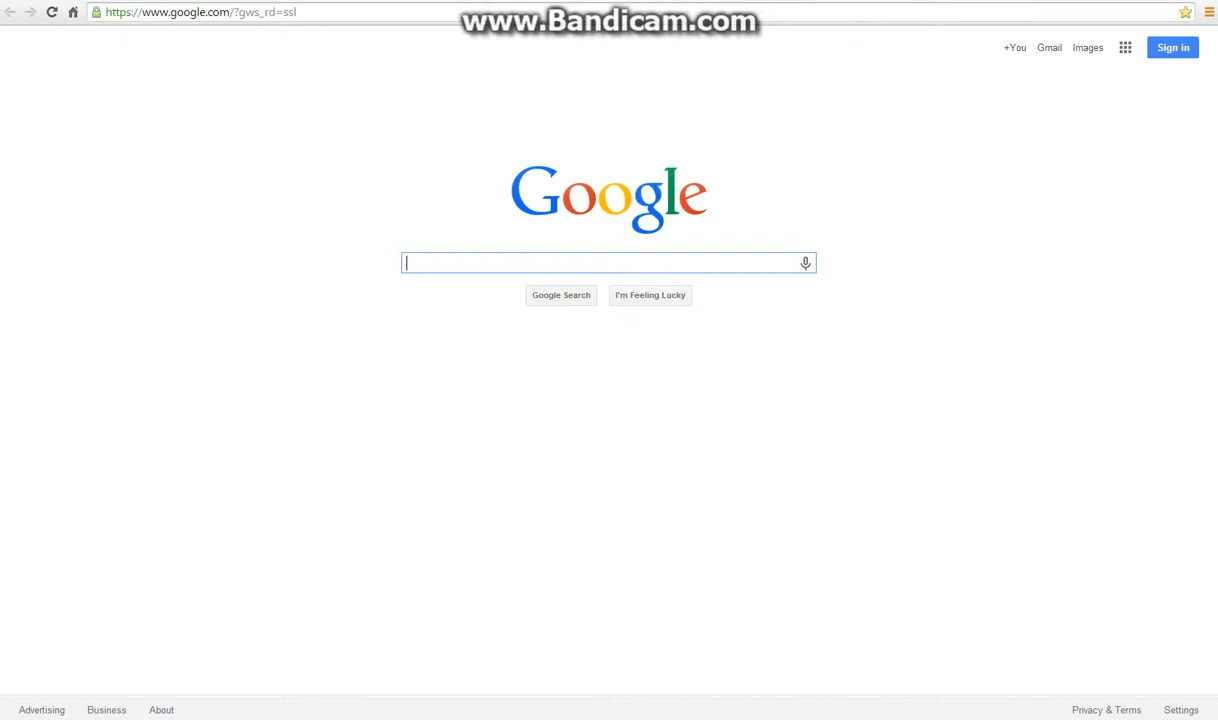 https://www.google.com/?gws_rd=ssl
www.Bandicam.com
+You Gmail Images Sign in
Google
Google Search I'm Feeling Lucky
Advertising Business About Privacy & Terms Settings